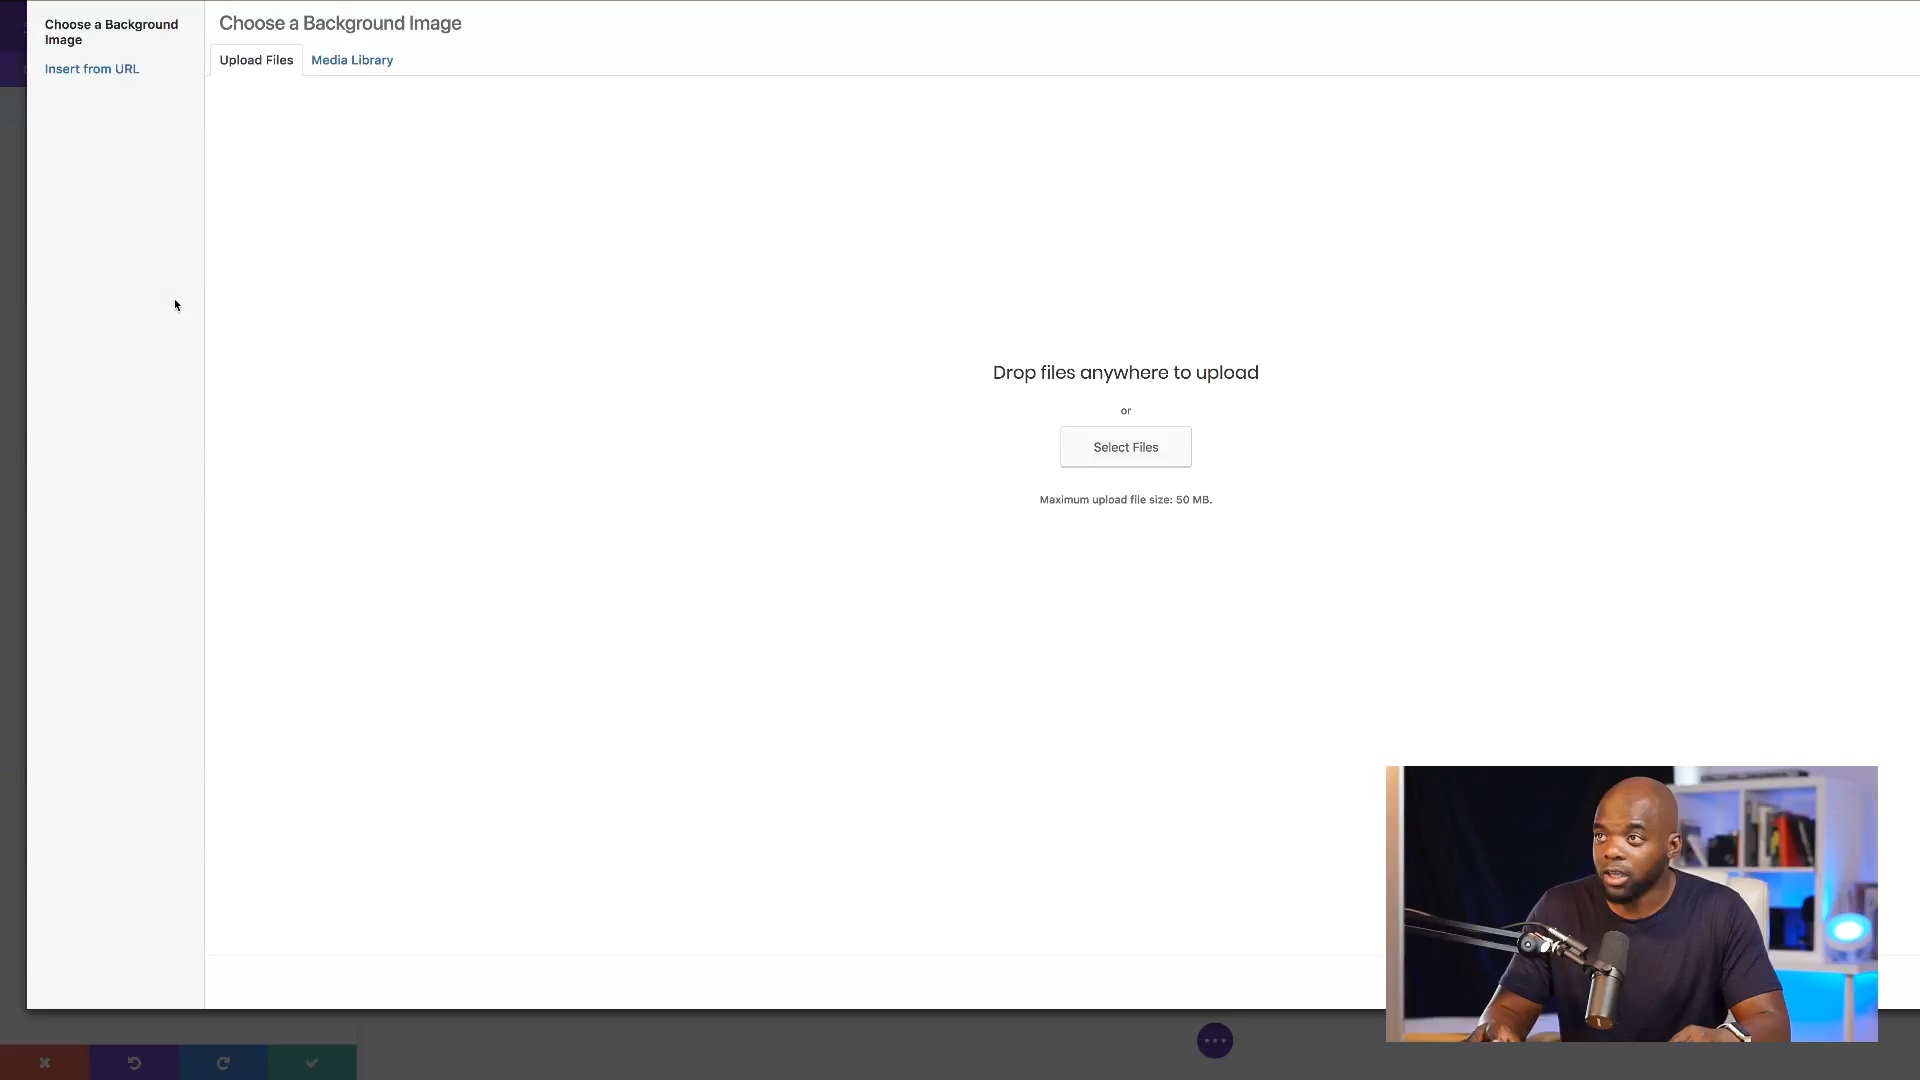 Choose a Background
Image
Insert from URL
Choose a Background Image
Upload Files
Media Library
Drop files anywhere to upload
or
Select Files
Maximum upload file size: 50 MB.